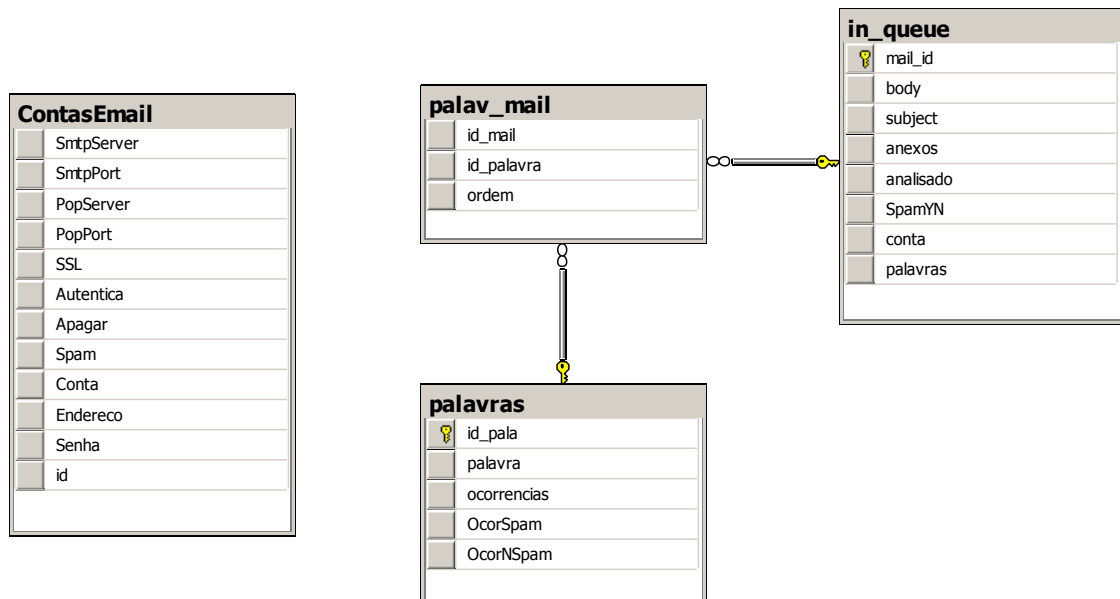 ContasEmail
SmtpServer
SmtpPort
PopServer
PopPort
SSL
Autentica
Apagar
Spam
Conta
Endereco
Senha
id
palav_mail
id_mail
id_palavra
ordem
palavras
id_pala
palavra
ocorrencias
OcorSpam
OcorNSpam
in_queue
mail_id
body
subject
anexos
analisado
SpamYN
conta
palavras